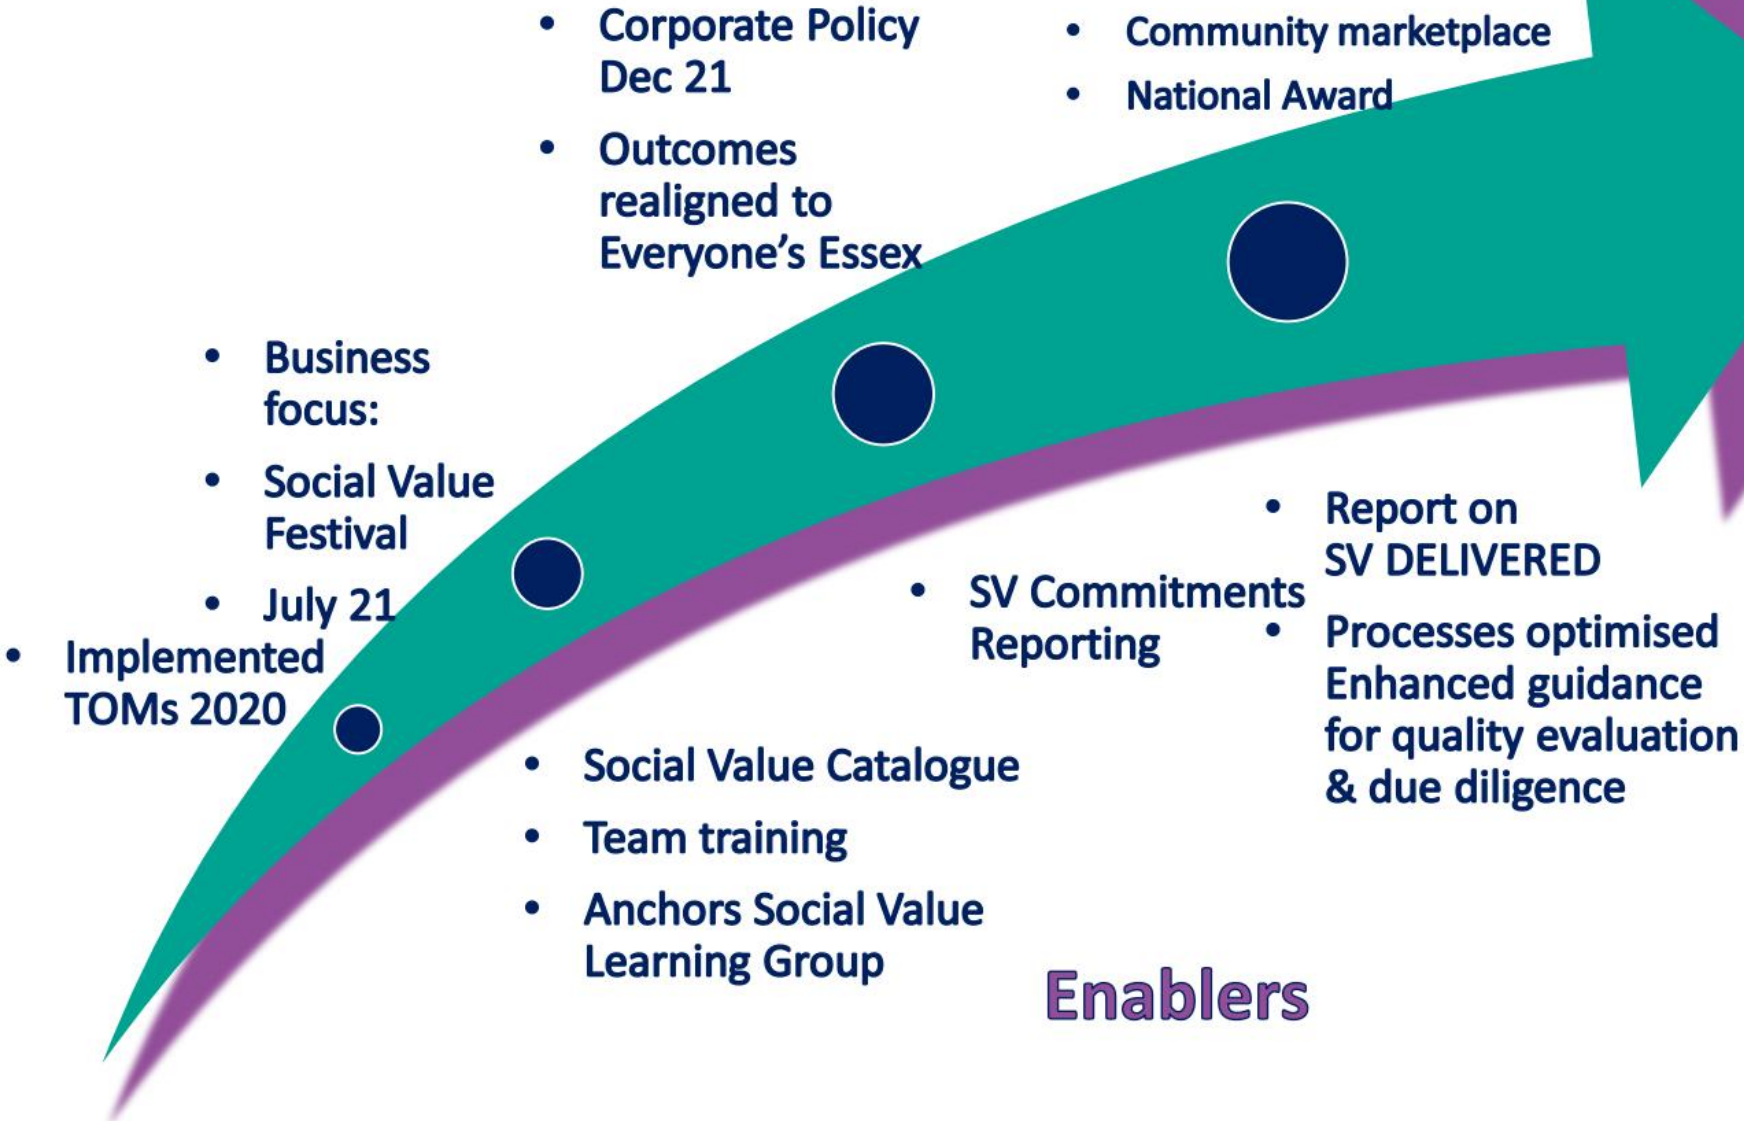 • Corporate Policy
Dec 21
• Outcomes
realigned to
Everyone’s Essex
• Community marketplace
• National Award
• Business
focus:
• Social Value
Festival
• July 21
• Implemented
TOMs 2020
• Social Value Catalogue
• Team training
• Anchors Social Value
Learning Group
• SV Commitments
Reporting
• Report on
SV DELIVERED
• Processes optimised
Enhanced guidance
for quality evaluation
& due diligence
Enablers